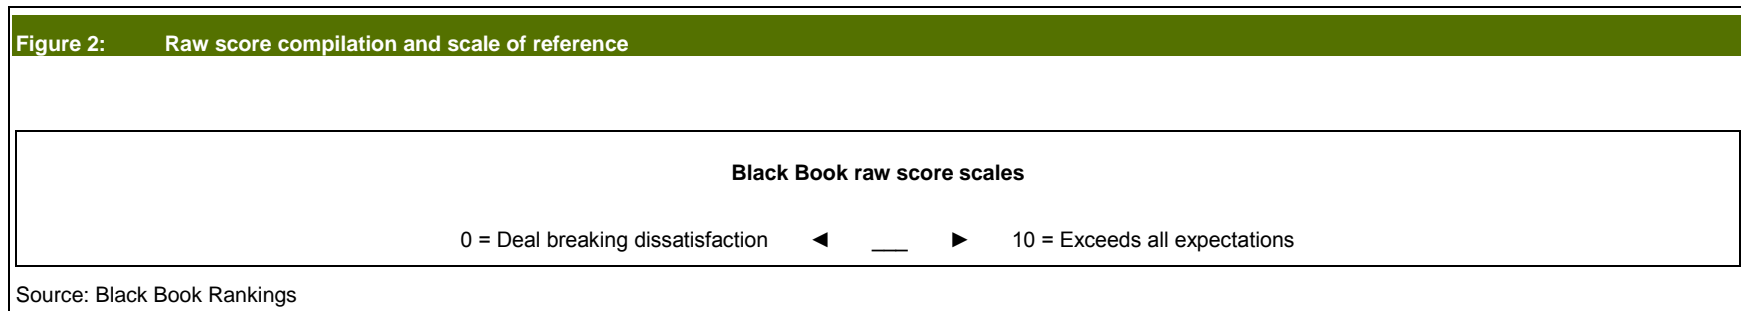 Figure 2: Raw score compilation and scale of reference
Black Book raw score scales
0 = Deal breaking dissatisfaction ◄ ___ ► 10 = Exceeds all expectations
Source: Black Book Rankings